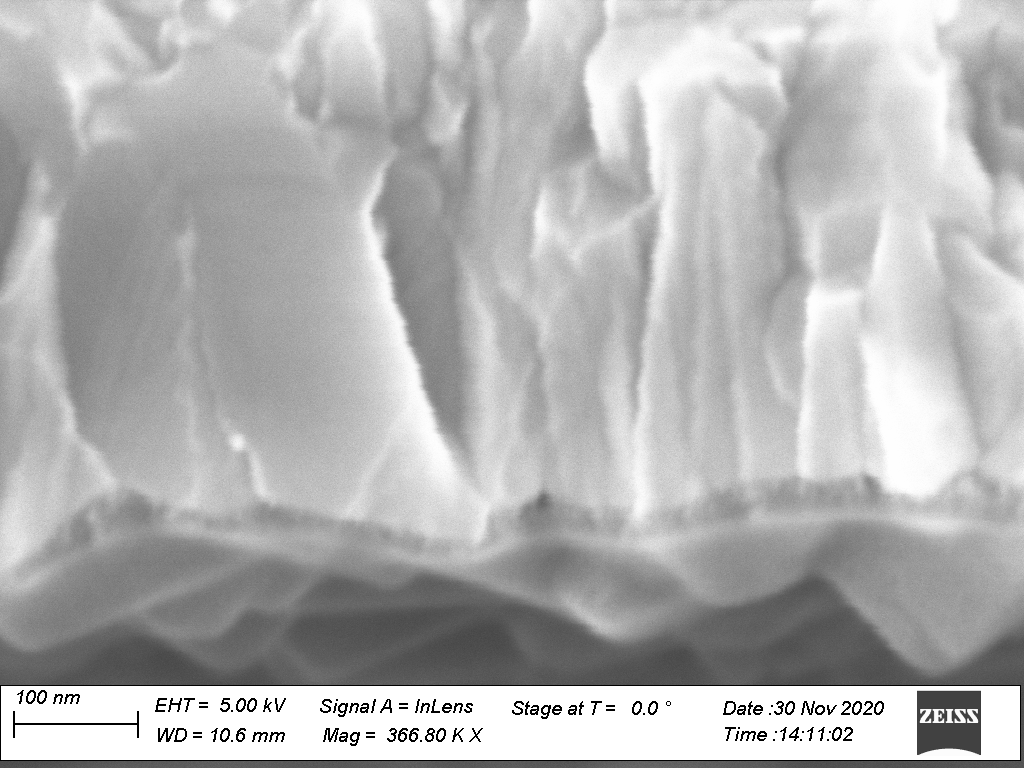 100 nm
EHT = 5.00 kV Signal A = InLens Stage at T = 0.0 ° Date :30 Nov 2020
WD = 10.6 mm Mag = 366.80 K X Time :14:11:02
ZEISS